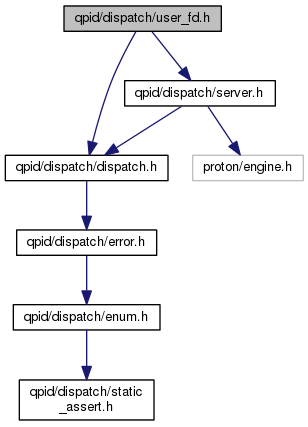 qpid/dispatch/user_fd.h
qpid/dispatch/server.h
qpid/dispatch/dispatch.h
proton/engine.h
qpid/dispatch/error.h
qpid/dispatch/enum.h
qpid/dispatch/static
_assert.h